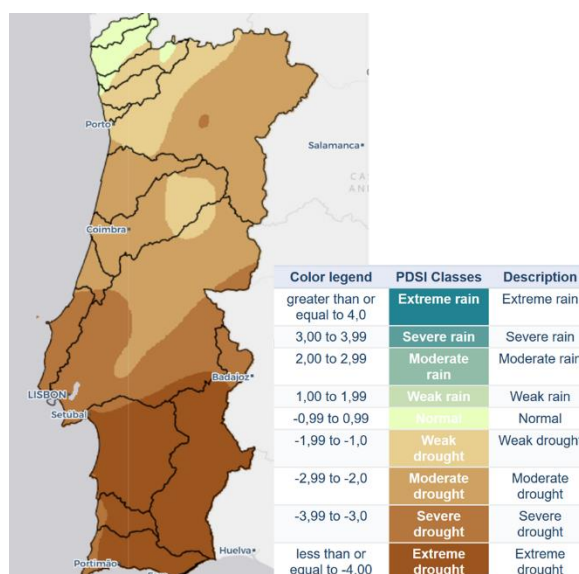 Porto
Salamanca
Coimbra
LISBON
Setubal
Badajoz
Portimão
Huelva
Color legend PDSI Classes Description
greater than or
equal to 4,0 Extreme rain Extreme rain
3,00 to 3,99 Severe rain Severe rain
2,00 to 2,99 Moderate
rain Moderate rain
1,00 to 1,99 Weak rain Weak rain
-0,99 to 0,99 Normal Normal
-1,99 to -1,0 Weak
drought Weak drought
-2,99 to -2,0 Moderate
drought Moderate
drought
-3,99 to -3,0 Severe
drought Severe
drought
less than or
equal to -4,00 Extreme
drought Extreme
drought